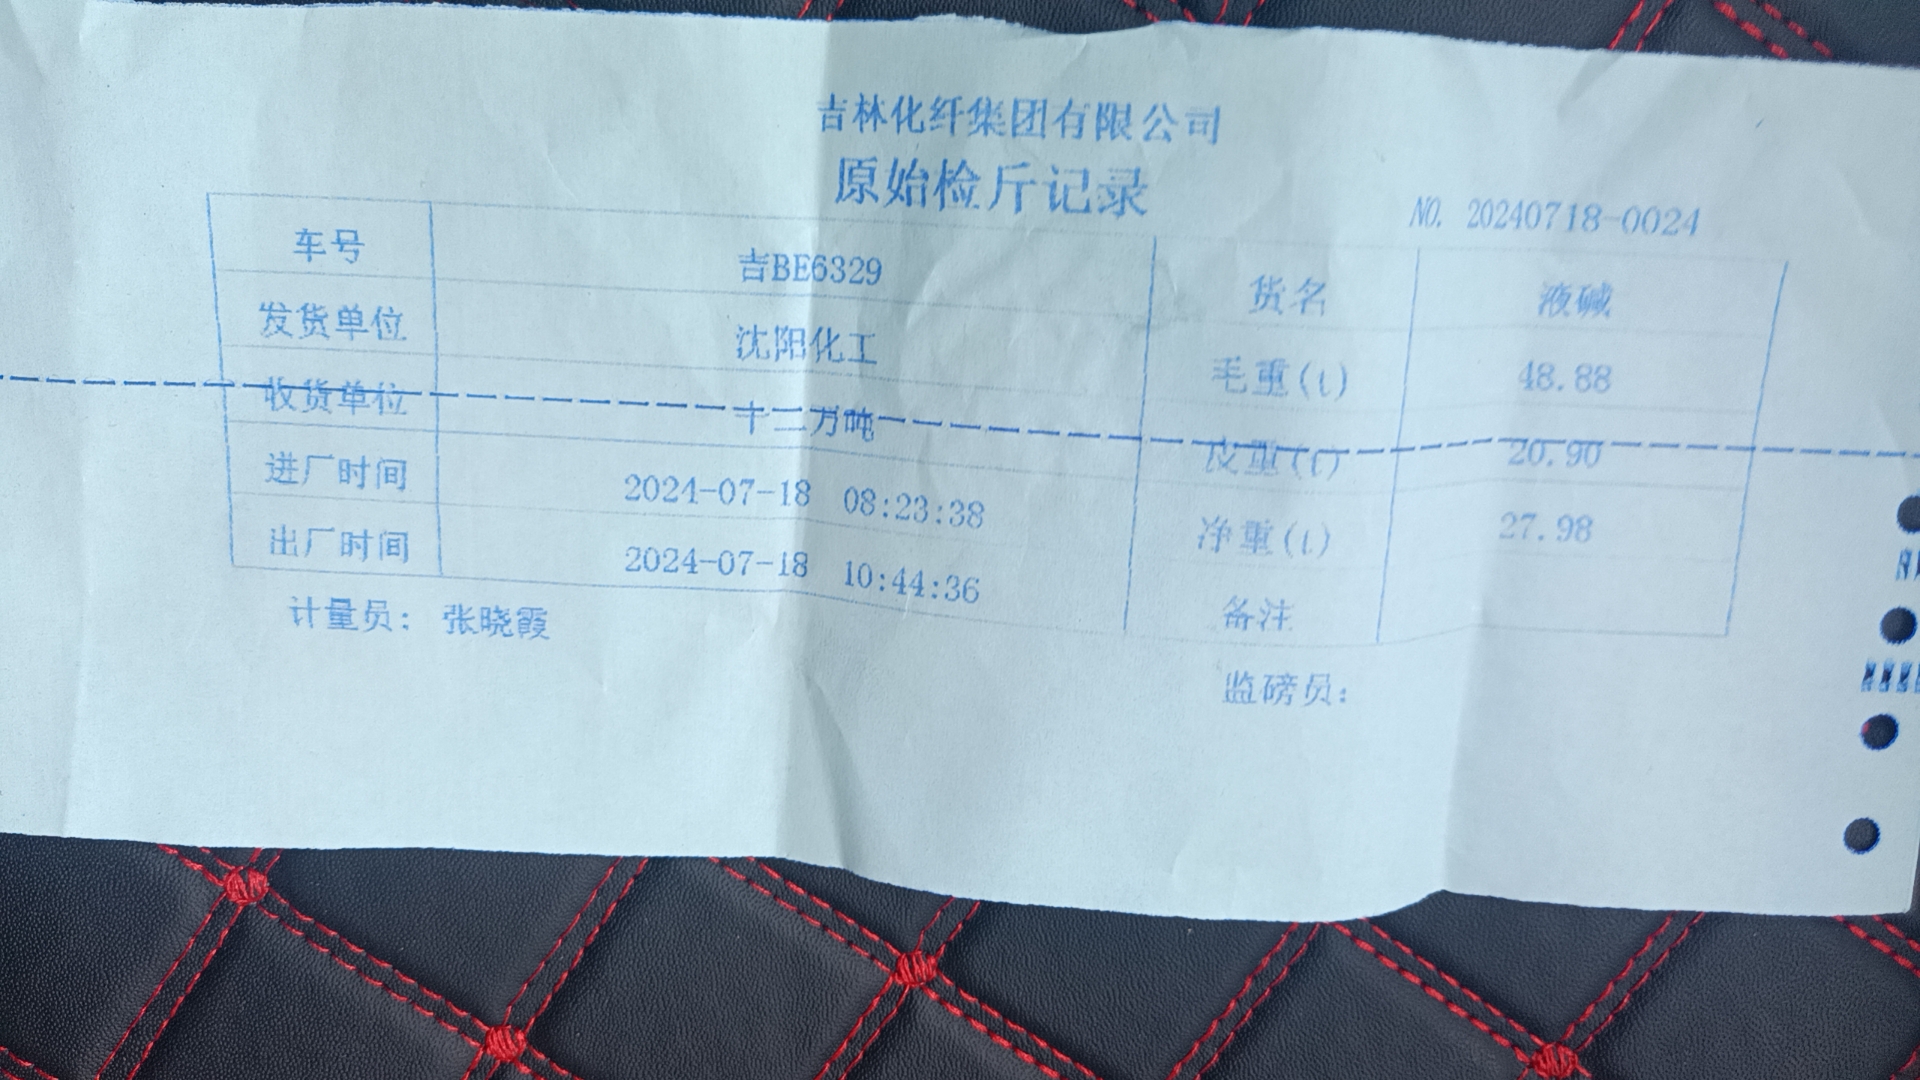 吉林化纤集团有限公司
原始检斤记录
NO. 20240718-0024
车号 吉BE6329 货名 液碱
发货单位 沈阳化工 毛重(t) 48.88
收货单位 十二万吨 皮重(t) 20.90
进厂时间 2024-07-18 08:23:38 净重(t) 27.98
出厂时间 2024-07-18 10:44:36 备注
计量员: 张晓霞 监磅员: